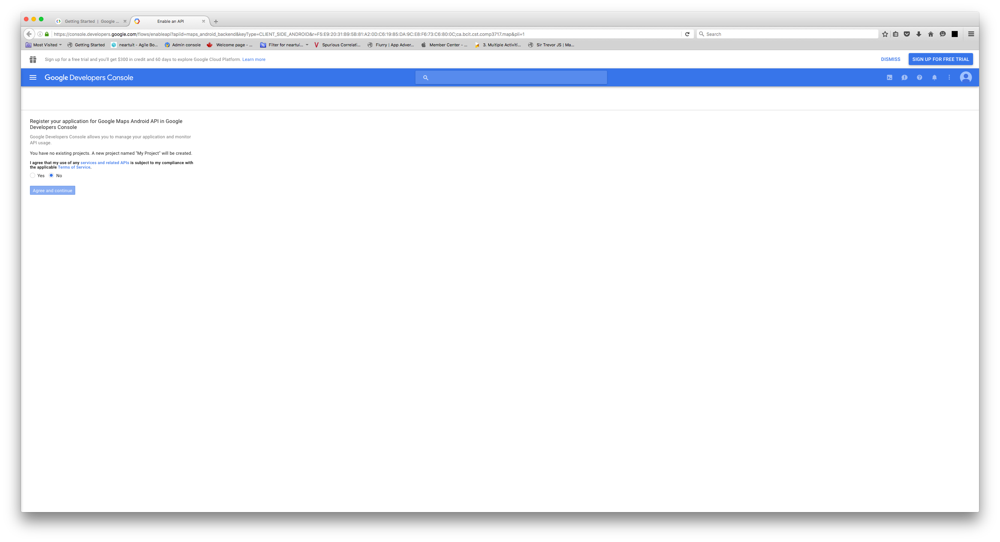 Getting Started | Google ...
Enable an API
https://console.developers.google.com/flows/enableapi?apiid=maps_android_backend&keyType=CLIENT_SIDE_ANDROID&r=F5:E9:20:31:B9:5B:81:A2:0D:C6:19:85:DA:9C:E8:F6:73:C6:80:0C;ca.bcit.cst.comp3717.map&pli=1
Search
Most Visited
Getting Started
neartuit - Agile Bo...
Admin console
Welcome page - ...
Filter for neartui...
Spurious Correlati...
Flurry | App Adver...
Member Center - ...
3. Multiple Activiti...
Sir Trevor JS | Ma...
Sign up for a free trial and you'll get $300 in credit and 60 days to explore Google Cloud Platform. Learn more
DISMISS
SIGN UP FOR FREE TRIAL
Google Developers Console
Register your application for Google Maps Android API in Google
Developers Console
Google Developers Console allows you to manage your application and monitor
API usage.
You have no existing projects. A new project named "My Project" will be created.
I agree that my use of any services and related APIs is subject to my compliance with
the applicable Terms of Service.
Yes No
Agree and continue